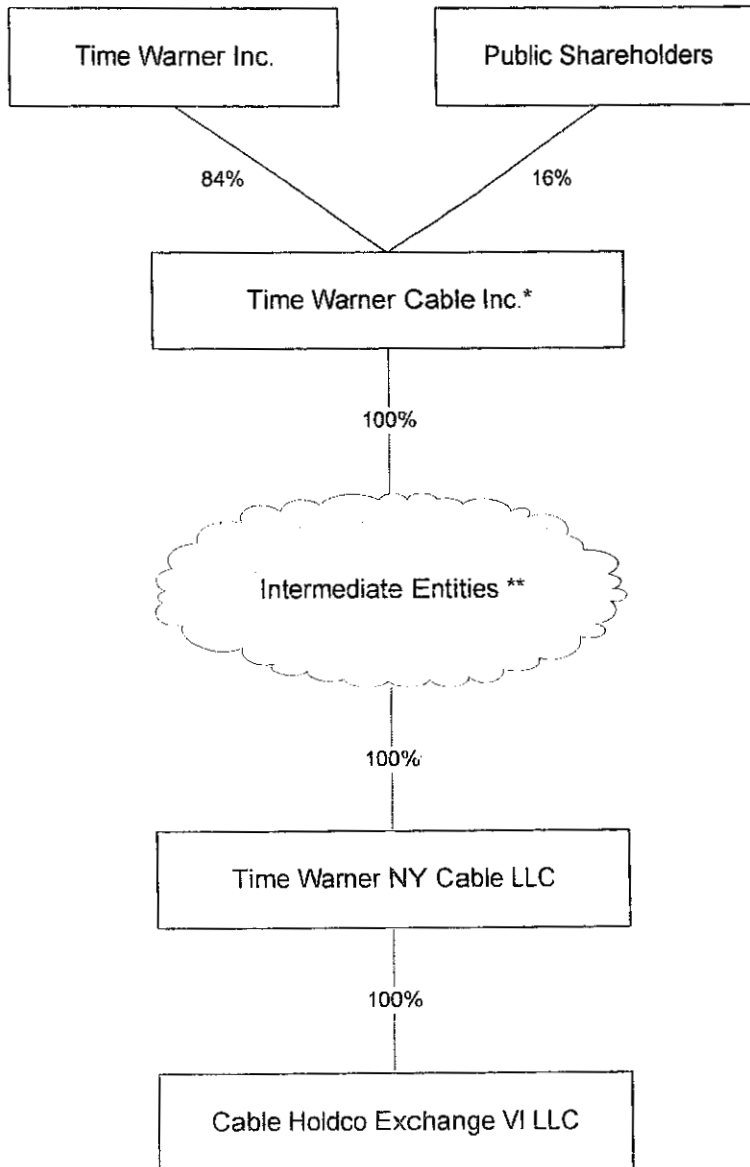 Time Warner Inc.
Public Shareholders
84%
16%
Time Warner Cable Inc.*
100%
Intermediate Entities **
100%
Time Warner NY Cable LLC
100%
Cable Holdco Exchange VI LLC